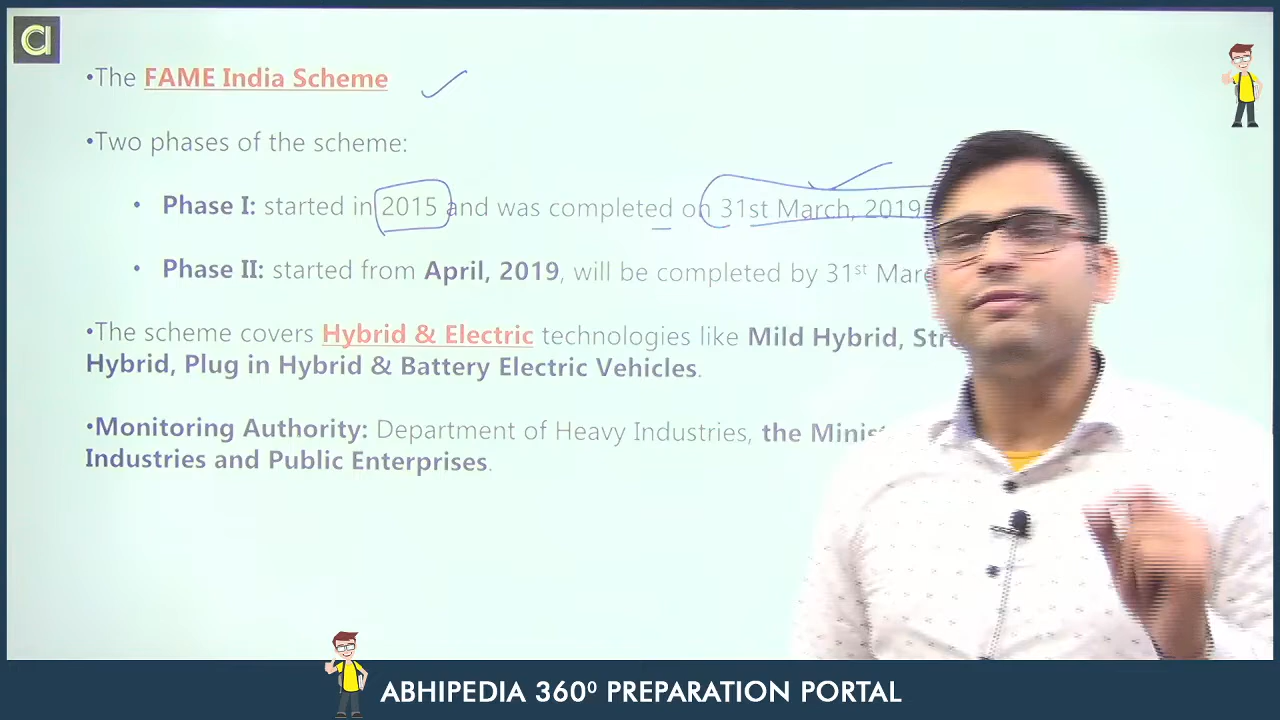 a
•The FAME India Scheme
•Two phases of the scheme:
• Phase I: started in 2015 and was completed on 31st March, 2019
• Phase II: started from April, 2019, will be completed by 31st
•The scheme covers Hybrid & Electric technologies like Mild Hybrid,
Hybrid, Plug in Hybrid & Battery Electric Vehicles.
•Monitoring Authority: Department of Heavy Industries, the
Industries and Public Enterprises.
ABHIPEDIA 360⁰ PREPARATION PORTAL